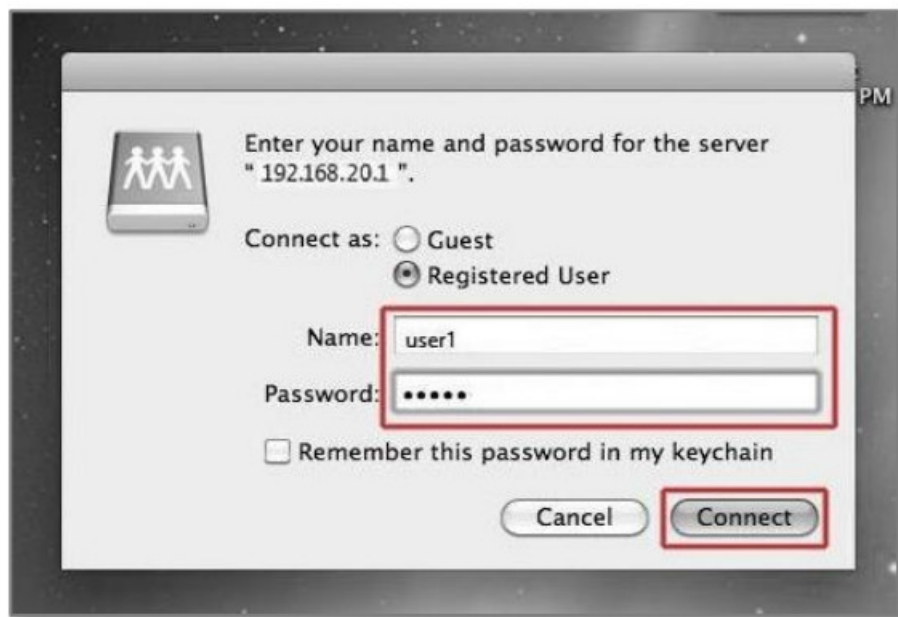 PM
Enter your name and password for the server
" 192.168.20.1 ".
Connect as: Guest
Registered User
Name: user1
Password: •••••
Remember this password in my keychain
Cancel Connect